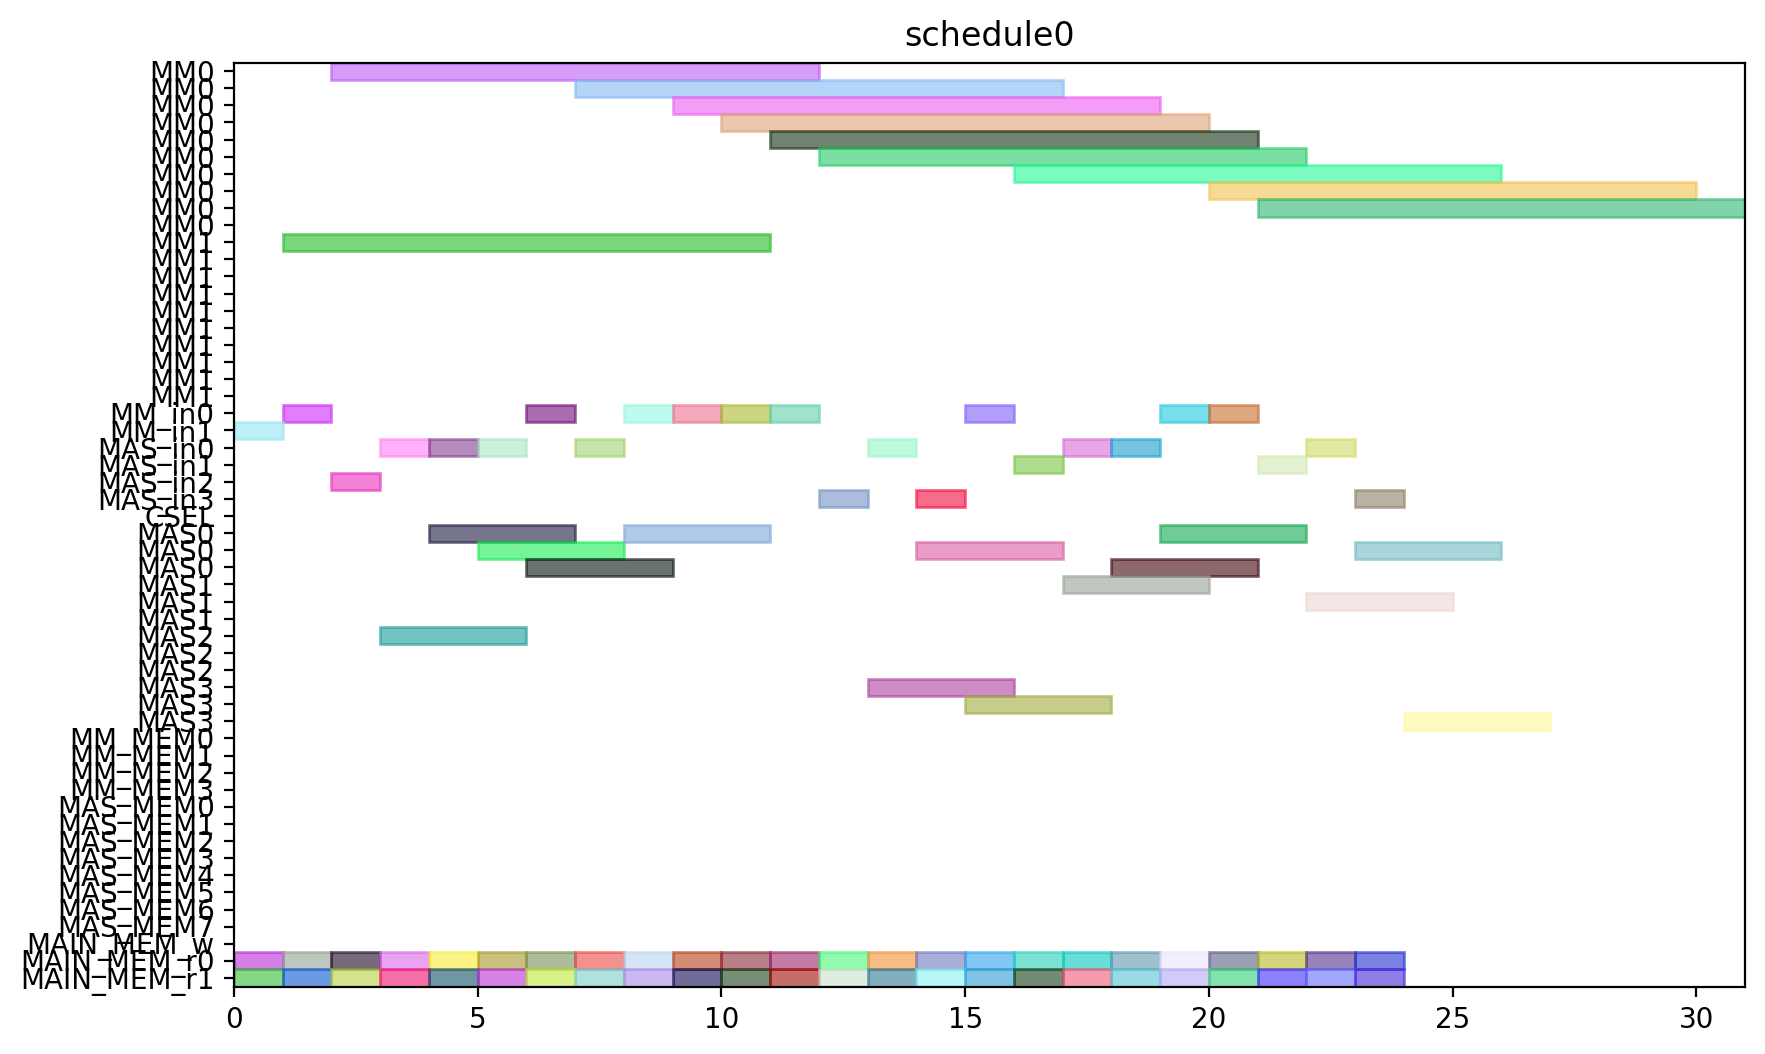 schedule0
MM0
MM0
MM0
MM0
MM0
MM0
MM0
MM0
MM0
MM0
MM1
MM1
MM1
MM1
MM1
MM1
MM1
MM1
MM1
MM1
MM_in0
MM_in1
MAS_in0
MAS_in1
MAS_in2
MAS_in3
CSEL
MAS0
MAS0
MAS0
MAS1
MAS1
MAS1
MAS2
MAS2
MAS2
MAS3
MAS3
MAS3
MM_MEM0
MM_MEM1
MM_MEM2
MM_MEM3
MAS_MEM0
MAS_MEM1
MAS_MEM2
MAS_MEM3
MAS_MEM4
MAS_MEM5
MAS_MEM6
MAS_MEM7
MAIN_MEM_w
MAIN_MEM_r0
MAIN_MEM_r1
0 5 10 15 20 25 30